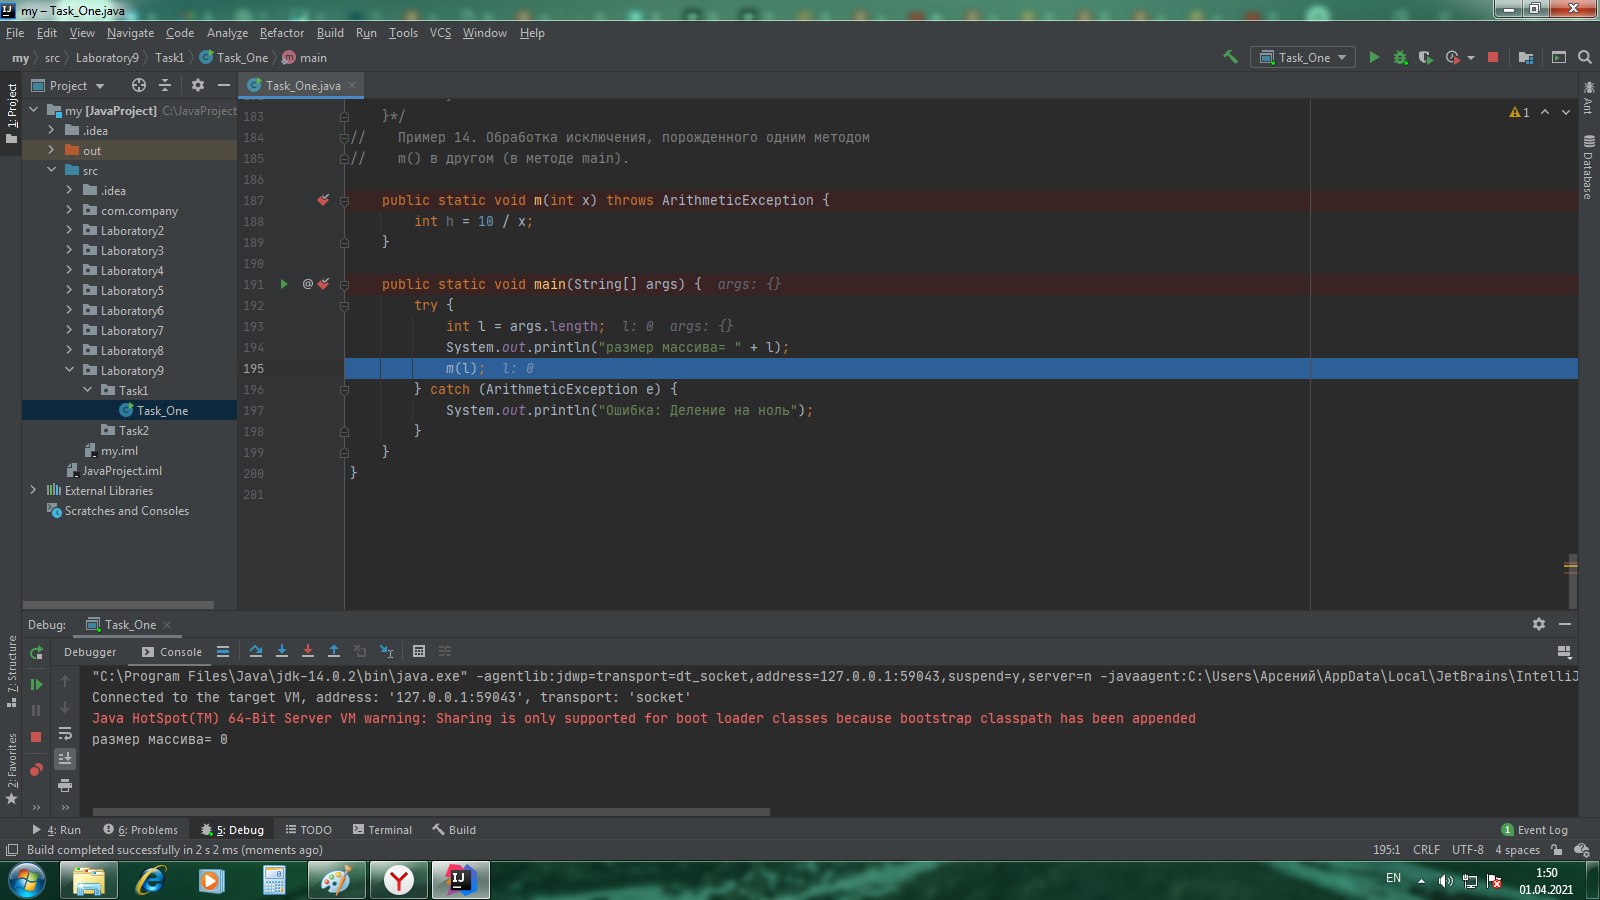 my – Task_One.java
File Edit View Navigate Code Analyze Refactor Build Run Tools VCS Window Help
my src Laboratory9 Task1 Task_One main
Task_One
1: Project
Project
Task_One.java
my [JavaProject] C:\JavaProject
.idea
out
src
.idea
com.company
Laboratory2
Laboratory3
Laboratory4
Laboratory5
Laboratory6
Laboratory7
Laboratory8
Laboratory9
Task1
Task_One
Task2
my.iml
JavaProject.iml
External Libraries
Scratches and Consoles
183 }*/
184 // Пример 14. Обработка исключения, порожденного одним методом
185 // m() в другом (в методе main).
186
187 public static void m(int x) throws ArithmeticException {
188 int h = 10 / x;
189 }
190
191 @ public static void main(String[] args) { args: {}
192 try {
193 int l = args.length; l: 0 args: {}
194 System.out.println("размер массива= " + l);
195 m(l); l: 0
196 } catch (ArithmeticException e) {
197 System.out.println("Ошибка: Деление на ноль");
198 }
199 }
200 }
201
1
Ant
Database
7: Structure
2: Favorites
Debug: Task_One
Debugger Console
"C:\Program Files\Java\jdk-14.0.2\bin\java.exe" -agentlib:jdwp=transport=dt_socket,address=127.0.0.1:59043,suspend=y,server=n -javaagent:C:\Users\Арсений\AppData\Local\JetBrains\IntelliJ
Connected to the target VM, address: '127.0.0.1:59043', transport: 'socket'
Java HotSpot(TM) 64-Bit Server VM warning: Sharing is only supported for boot loader classes because bootstrap classpath has been appended
размер массива= 0
4: Run 6: Problems 5: Debug TODO Terminal Build 1 Event Log
Build completed successfully in 2 s 2 ms (moments ago) 195:1 CRLF UTF-8 4 spaces
EN 1:50
01.04.2021